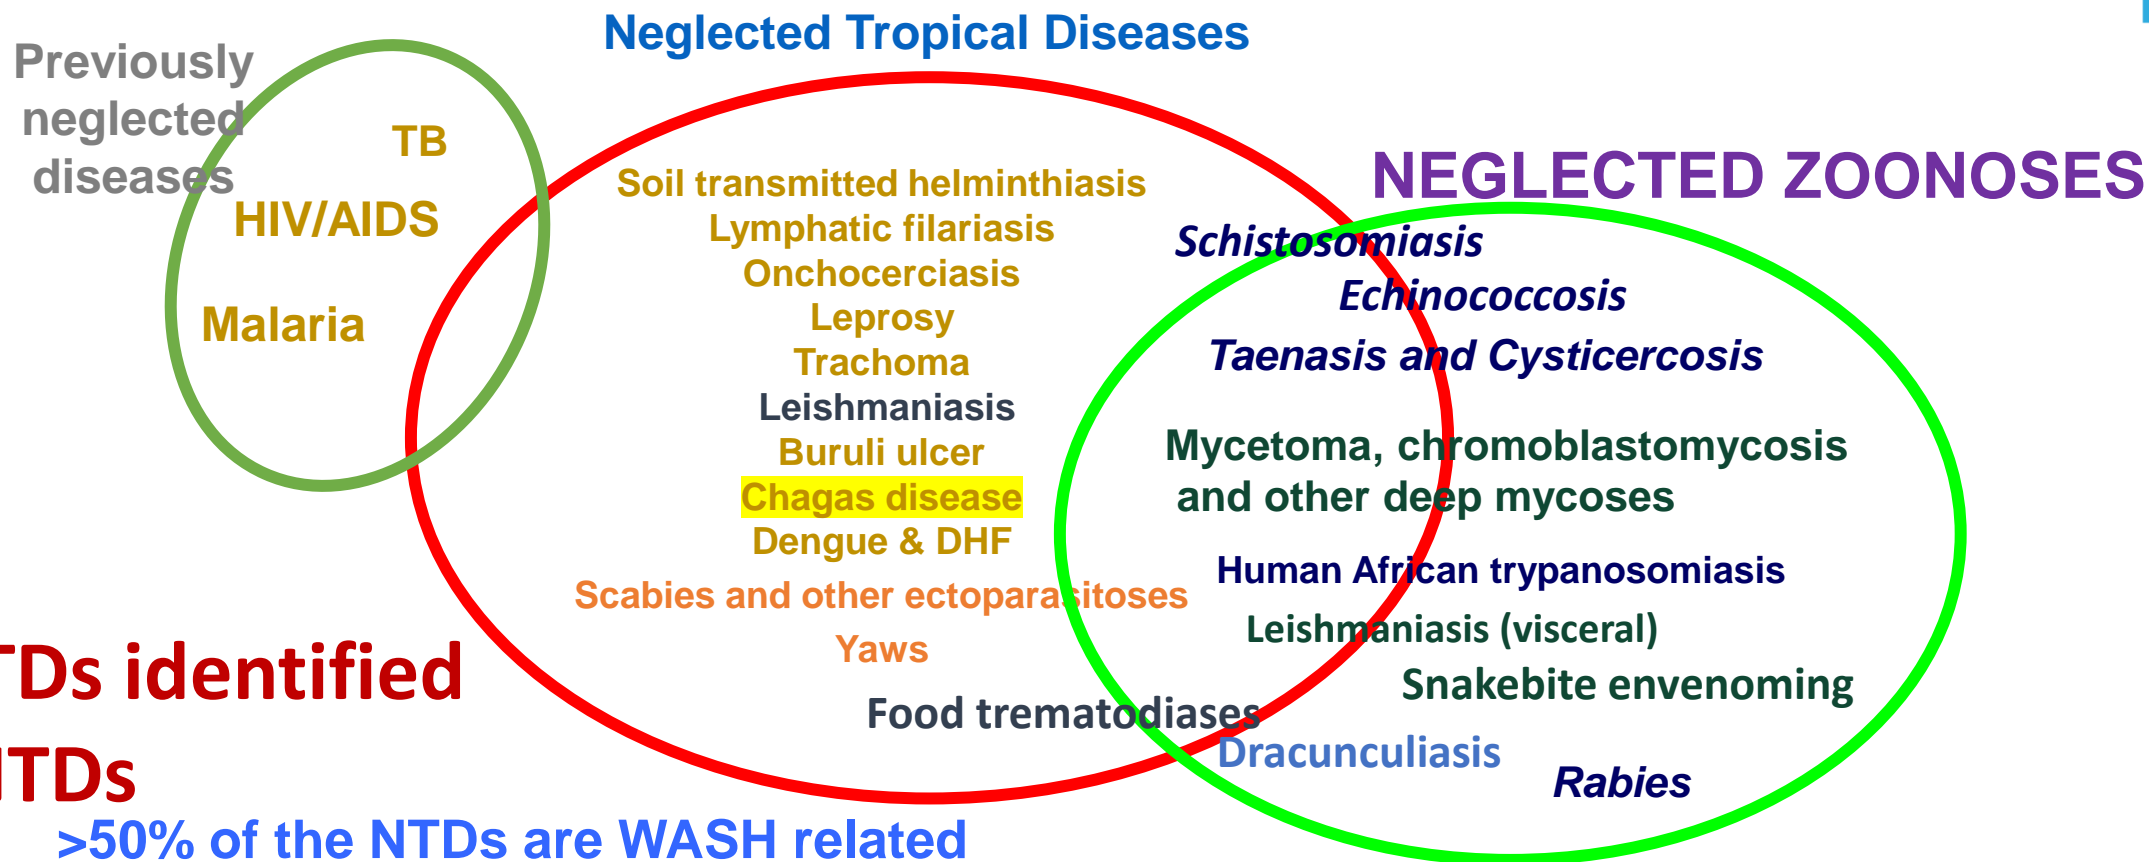 Neglected Tropical Diseases
Previously
neglected
diseases
TB
HIV/AIDS
Malaria
Soil transmitted helminthiasis
Lymphatic filariasis
Onchocerciasis
Leprosy
Trachoma
Leishmaniasis
Buruli ulcer
Chagas disease
Dengue & DHF
Scabies and other ectoparasitoses
Yaws
Food trematodiases
NEGLECTED ZOONOSES
Schistosomiasis
Echinococcosis
Taenasis and Cysticercosis
Mycetoma, chromoblastomycosis
and other deep mycoses
Human African trypanosomiasis
Leishmaniasis (visceral)
Snakebite envenoming
Dracunculiasis
Rabies
TDs identified
NTDs
>50% of the NTDs are WASH related